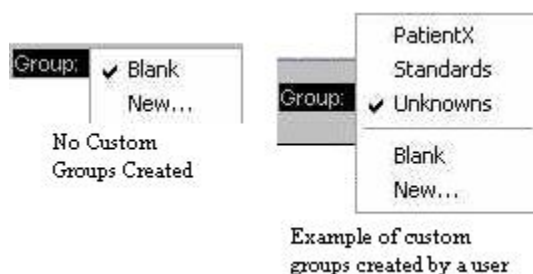 Group:
✔ Blank
New...
No Custom
Groups Created
PatientX
Standards
Group:
✔ Unknowns
Blank
New...
Example of custom
groups created by a user